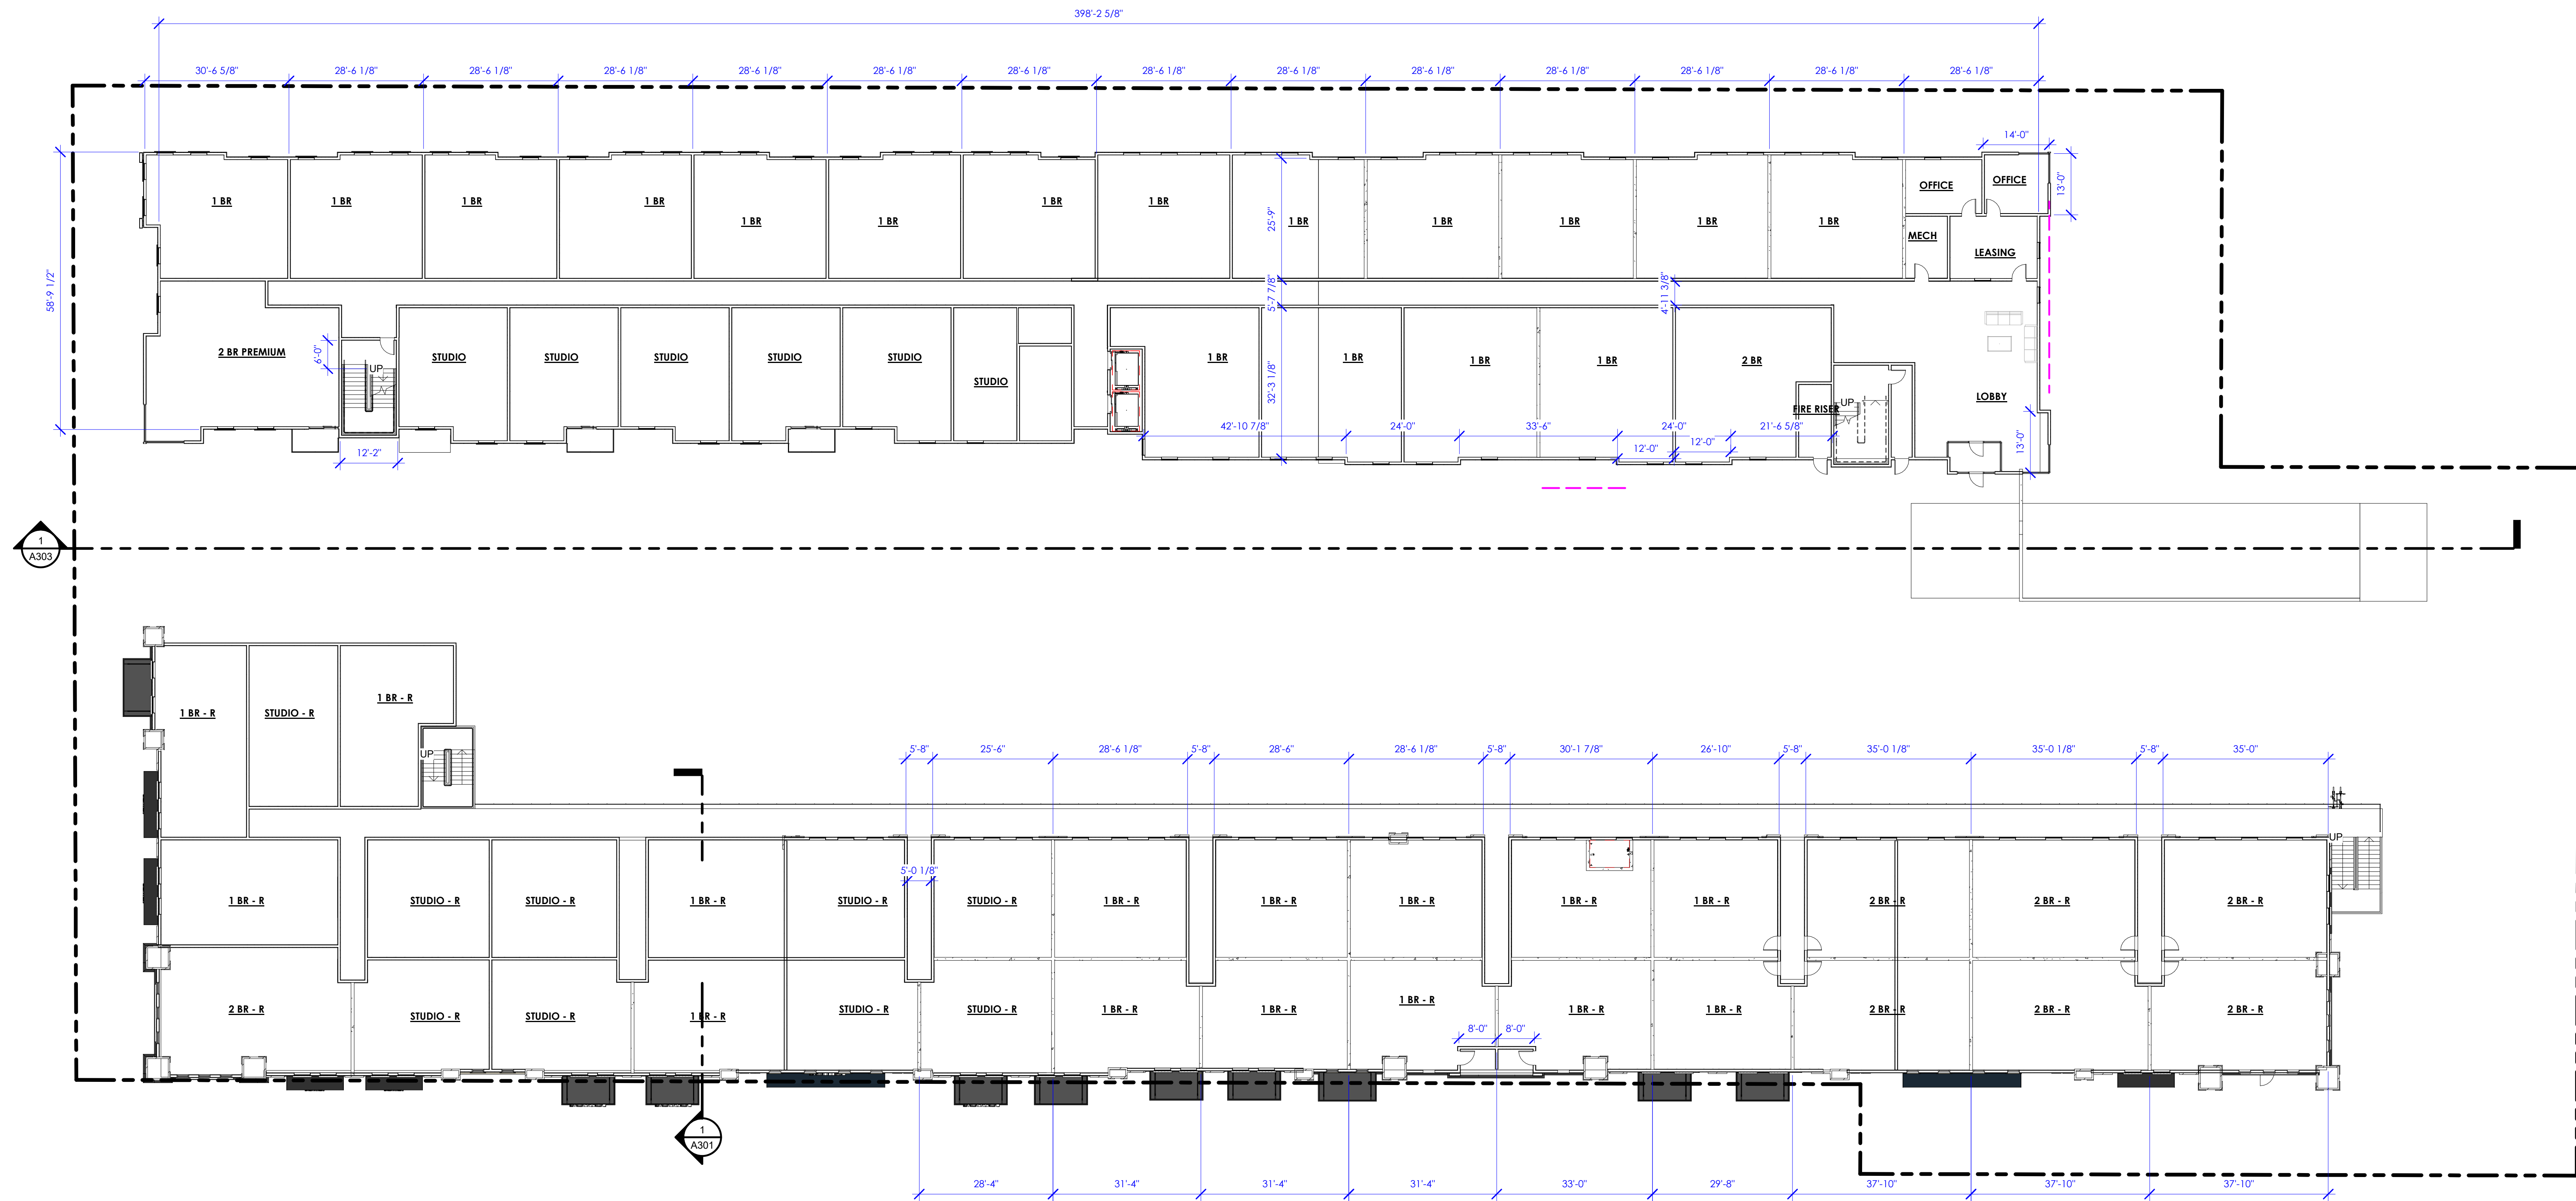 398'-2 5/8"
30'-6 5/8" 28'-6 1/8" 28'-6 1/8" 28'-6 1/8" 28'-6 1/8" 28'-6 1/8" 28'-6 1/8" 28'-6 1/8" 28'-6 1/8" 28'-6 1/8" 28'-6 1/8" 28'-6 1/8" 28'-6 1/8" 28'-6 1/8"
14'-0"
13'-0"
OFFICE OFFICE
1 BR 1 BR 1 BR 1 BR 1 BR 1 BR 1 BR 1 BR 1 BR 1 BR 1 BR 1 BR 1 BR
25'-9"
MECH
LEASING
58'-9 1/2"
5'-7 7/8"
4'-11 3/8"
2 BR PREMIUM
6'-0"
UP
STUDIO STUDIO STUDIO STUDIO STUDIO STUDIO
1 BR 1 BR 1 BR 1 BR 2 BR
32'-3 1/8"
FIRE RISER
UP
LOBBY
42'-10 7/8" 24'-0" 33'-6" 24'-0" 21'-6 5/8"
12'-0" 12'-0"
13'-0"
12'-2"
1
A303
1 BR - R STUDIO - R 1 BR - R
UP
5'-8" 25'-6" 28'-6 1/8" 5'-8" 28'-6" 28'-6 1/8" 5'-8" 30'-1 7/8" 26'-10" 5'-8" 35'-0 1/8" 35'-0 1/8" 5'-8" 35'-0"
UP
5'-0 1/8"
1 BR - R STUDIO - R STUDIO - R 1 BR - R STUDIO - R STUDIO - R 1 BR - R 1 BR - R 1 BR - R 1 BR - R 1 BR - R 2 BR - R 2 BR - R 2 BR - R
2 BR - R STUDIO - R STUDIO - R 1 BR - R STUDIO - R STUDIO - R 1 BR - R 1 BR - R 1 BR - R 1 BR - R 1 BR - R 2 BR - R 2 BR - R 2 BR - R
8'-0" 8'-0"
1
A301
28'-4" 31'-4" 31'-4" 31'-4" 33'-0" 29'-8" 37'-10" 37'-10" 37'-10"